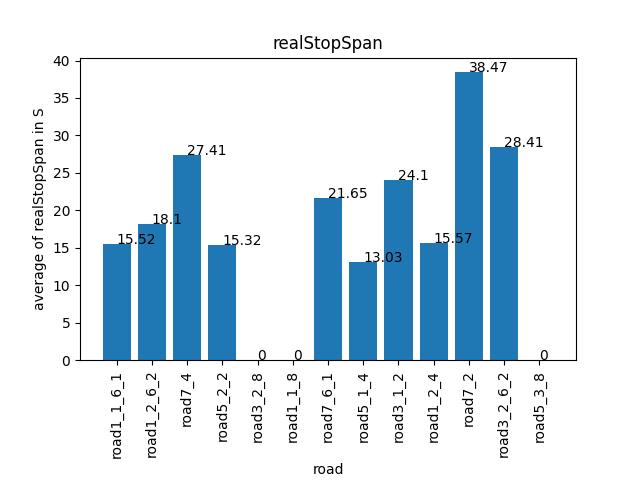 realStopSpan
average of realStopSpan in S
40
35
30
25
20
15
10
5
0
15.52
18.1
27.41
15.32
0
0
21.65
13.03
24.1
15.57
38.47
28.41
0
road1_1_6_1
road1_2_6_2
road7_4
road5_2_2
road3_2_8
road1_1_8
road7_6_1
road5_1_4
road3_1_2
road1_2_4
road7_2
road3_2_6_2
road5_3_8
road